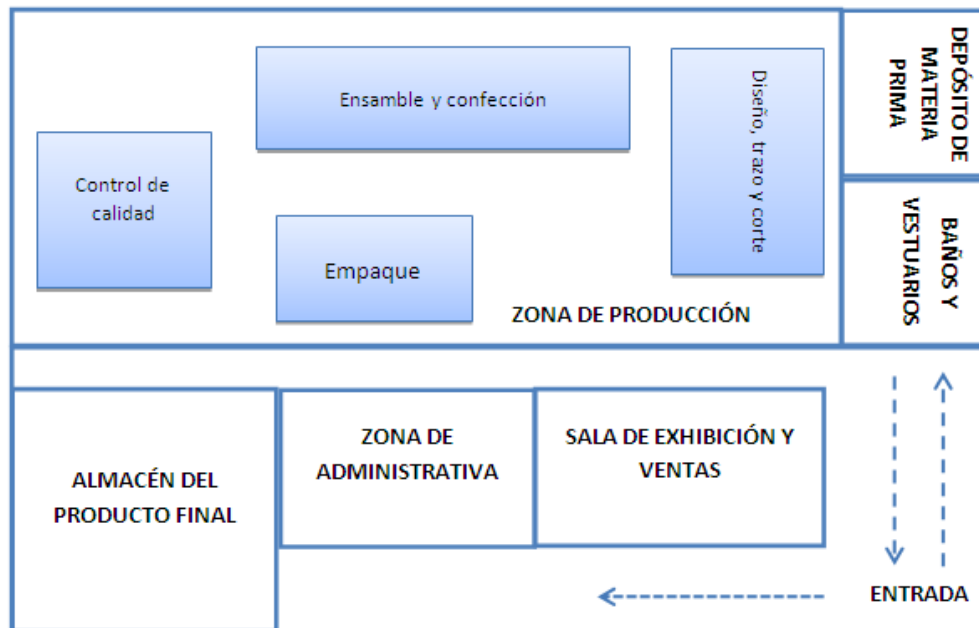 Ensamble y confección
Diseño, trazo y corte
DEPÓSITO DE
MATERIA
PRIMA
Control de
calidad
Empaque
BAÑOS Y
VESTUARIOS
ZONA DE PRODUCCIÓN
ALMACÉN DEL
PRODUCTO FINAL
ZONA DE
ADMINISTRATIVA
SALA DE EXHIBICIÓN Y
VENTAS
ENTRADA